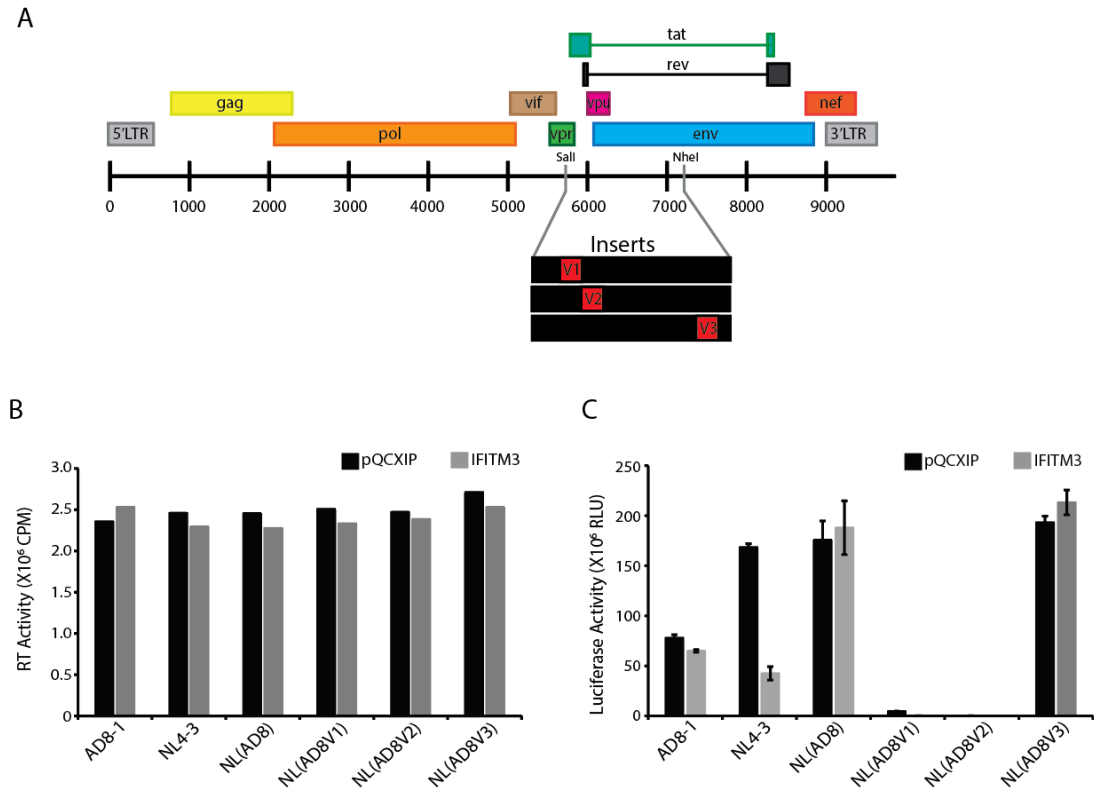 A
tat
rev
gag
vif
vpu
nef
5'LTR
pol
vpr
env
3'LTR
SalI
NheI
0 1000 2000 3000 4000 5000 6000 7000 8000 9000
Inserts
V1
V2
V3
B
pQCXIP IFITM3
RT Activity (X10⁶ CPM)
3.0
2.5
2.0
1.5
1.0
0.5
0
AD8-1 NL4-3 NL(AD8) NL(AD8V1) NL(AD8V2) NL(AD8V3)
C
pQCXIP IFITM3
Luciferase Activity (X10⁶ RLU)
250
200
150
100
50
0
AD8-1 NL4-3 NL(AD8) NL(AD8V1) NL(AD8V2) NL(AD8V3)